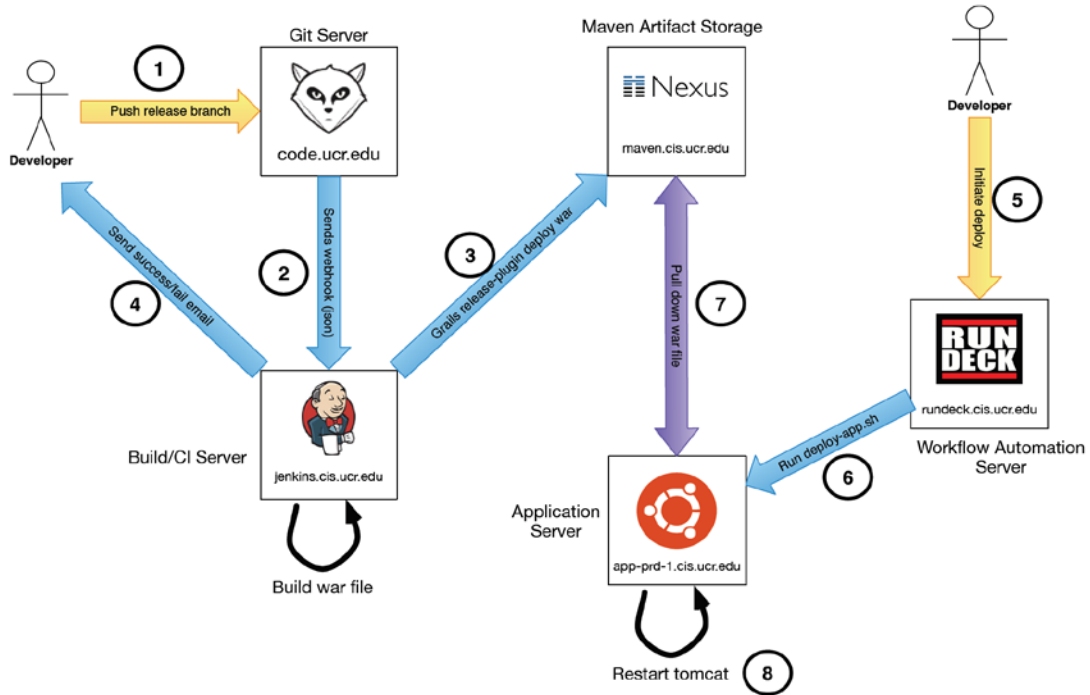 Git Server
Maven Artifact Storage
1
Push release branch
Developer
code.ucr.edu
Nexus
maven.cis.ucr.edu
Developer
Initiate deploy
5
Send success/fail email
4
2
Sends webhook (json)
3
Grails release-plugin deploy war
7
Pull down war file
RUN
DECK
rundeck.cis.ucr.edu
Workflow Automation
Server
Run deploy-app.sh
6
Build/CI Server
jenkins.cis.ucr.edu
Build war file
Application
Server
app-prd-1.cis.ucr.edu
Restart tomcat
8